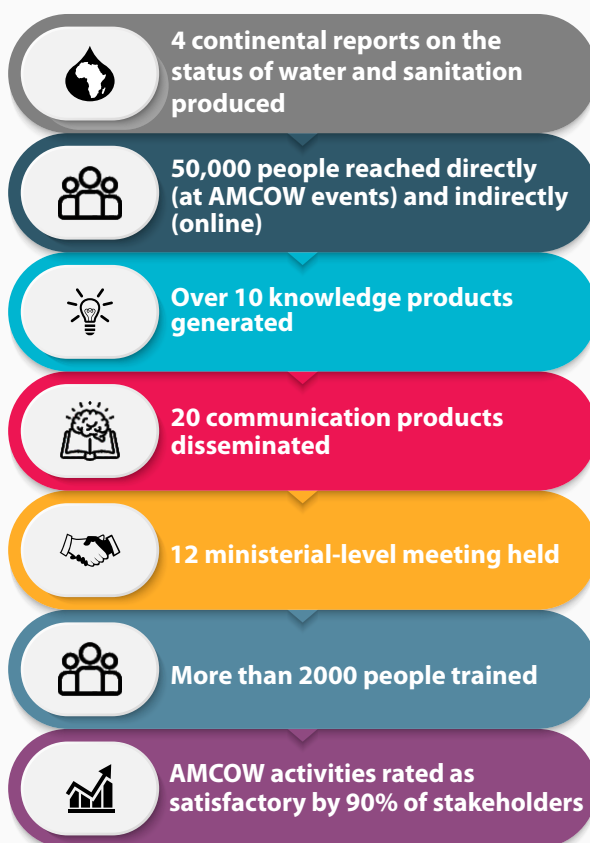 4 continental reports on the
status of water and sanitation
produced
50,000 people reached directly
(at AMCOW events) and indirectly
(online)
Over 10 knowledge products
generated
20 communication products
disseminated
12 ministerial-level meeting held
More than 2000 people trained
AMCOW activities rated as
satisfactory by 90% of stakeholders